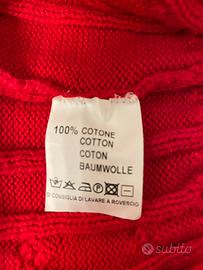 100% COTONE
COTTON
COTON
BAUMWOLLE
SI CONSIGLIA DI LAVARE A ROVESCIO
subito